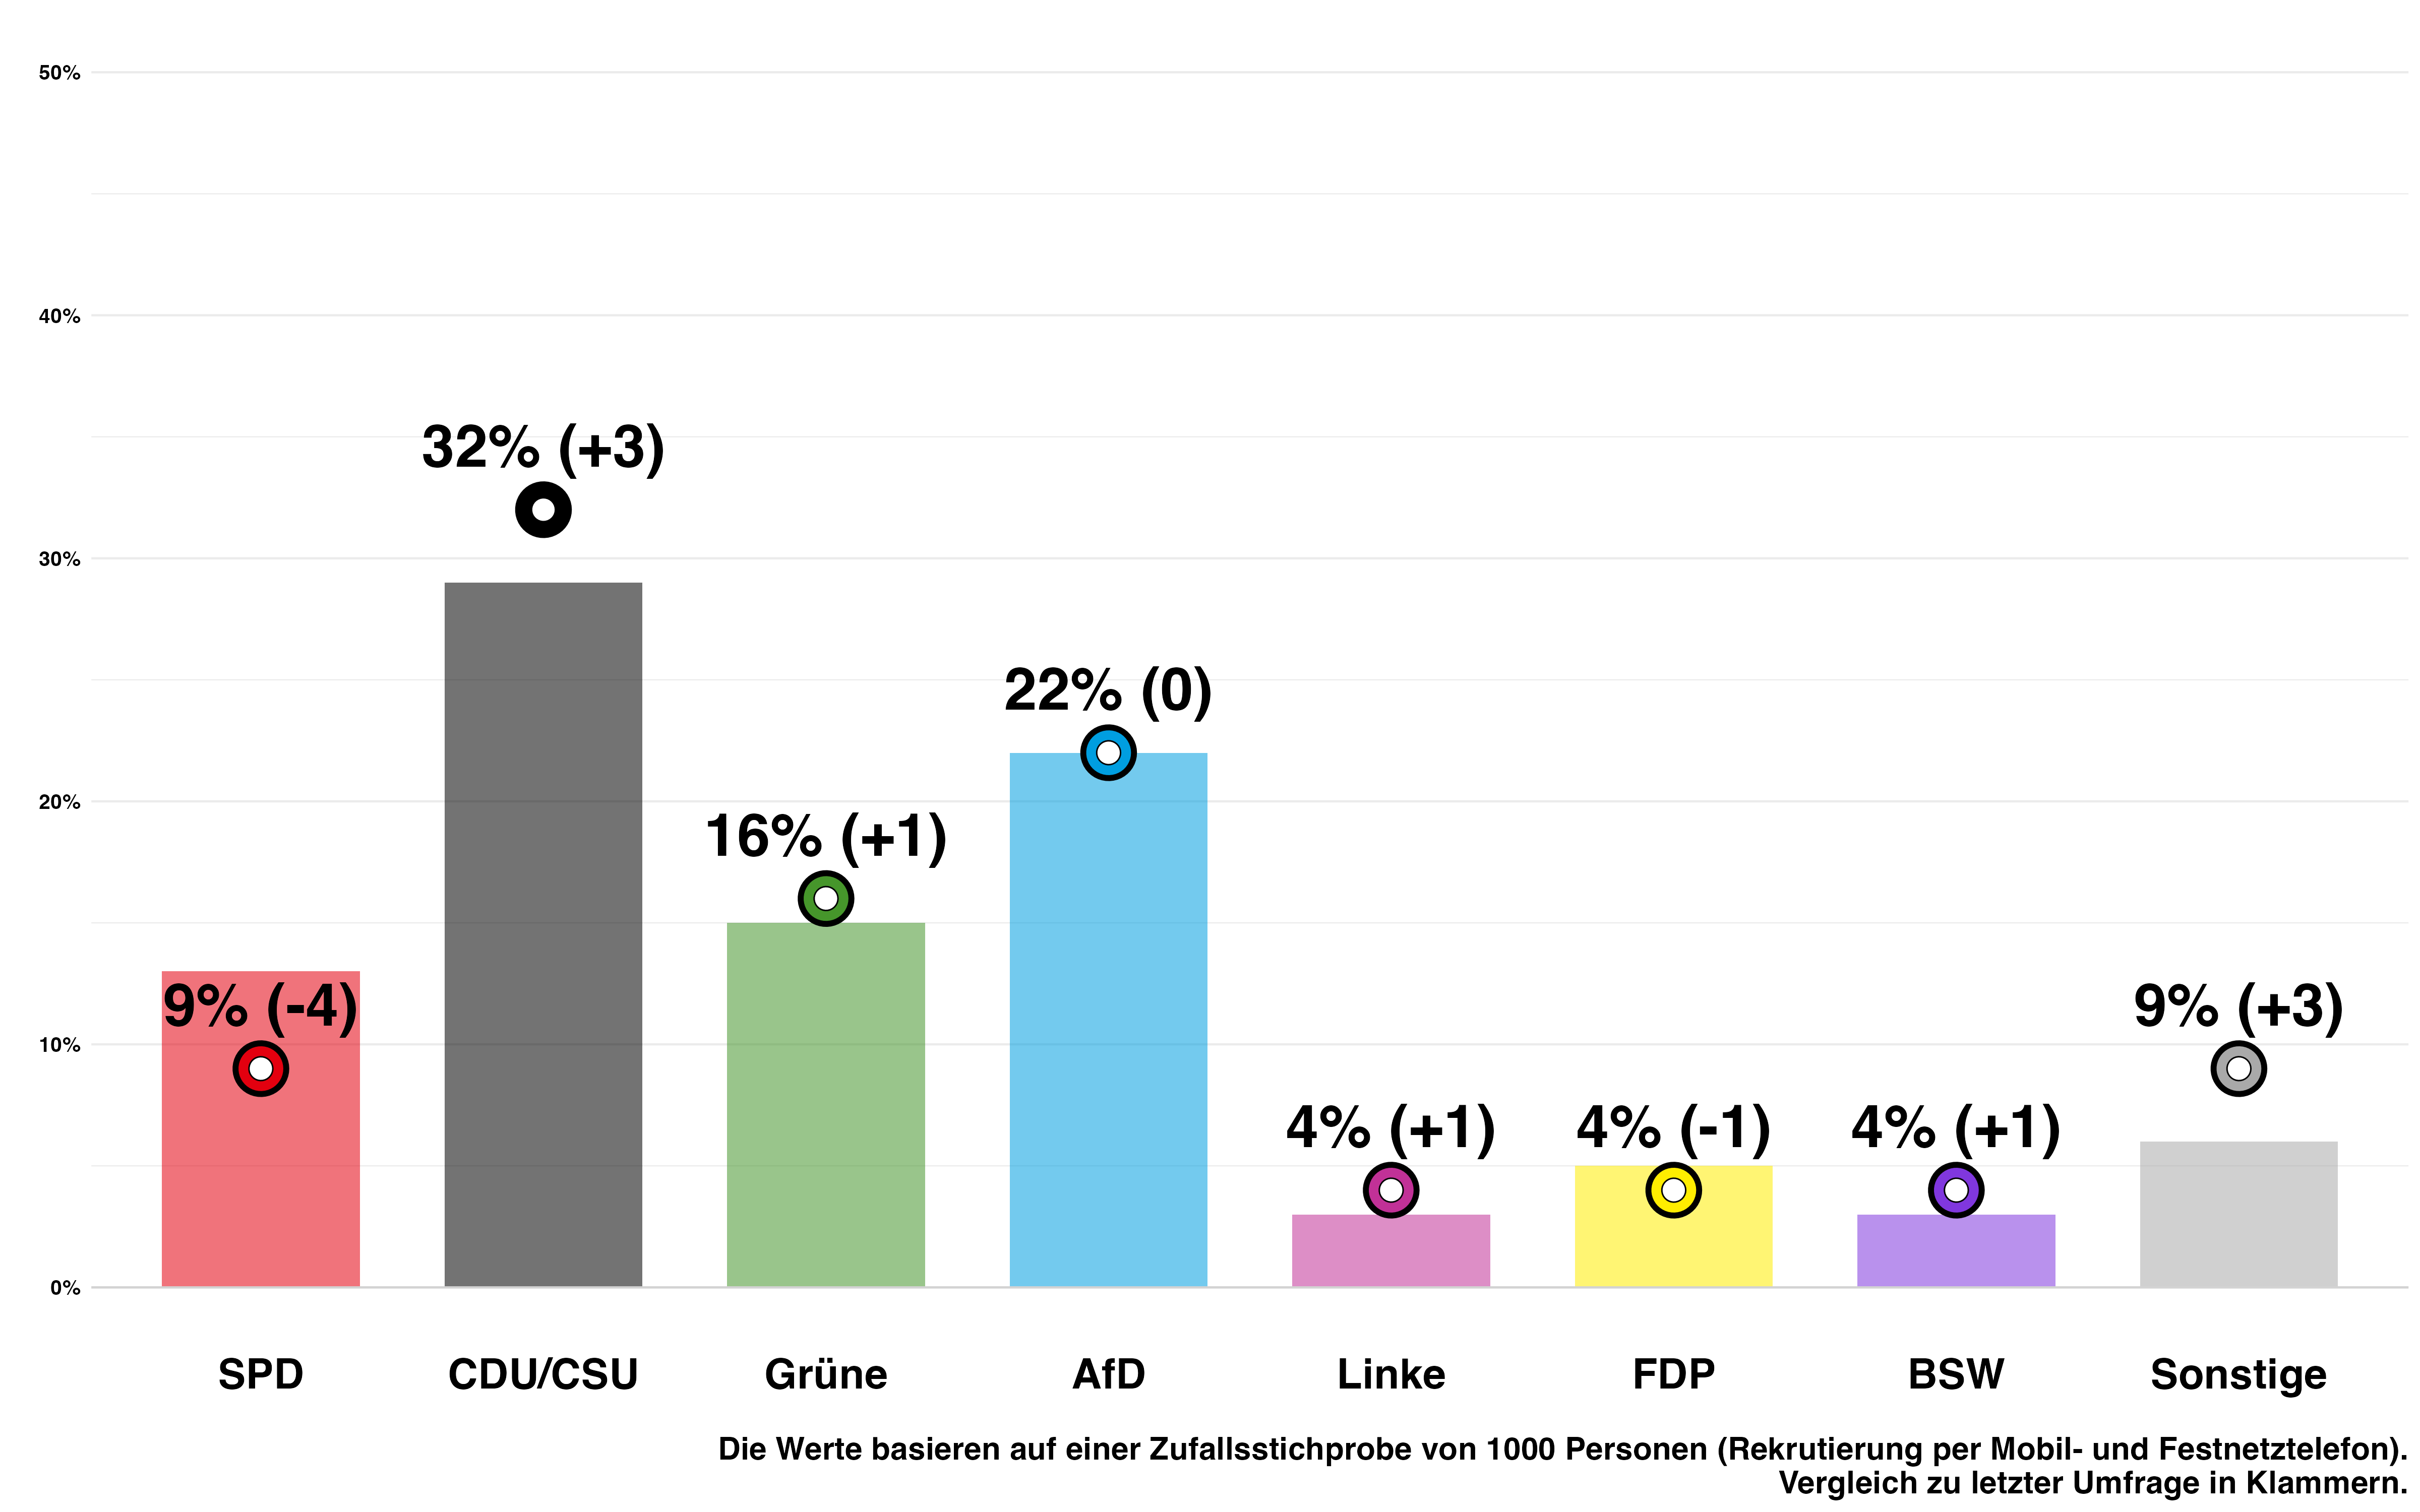 50%
40%
32% (+3)
30%
22% (0)
20%
16% (+1)
9% (-4)
9% (+3)
10%
4% (+1)
4% (-1)
4% (+1)
0%
SPD
CDU/CSU
Grüne
AfD
Linke
FDP
BSW
Sonstige
Die Werte basieren auf einer Zufallsstichprobe von 1000 Personen (Rekrutierung per Mobil- und Festnetztelefon).
Vergleich zu letzter Umfrage in Klammern.